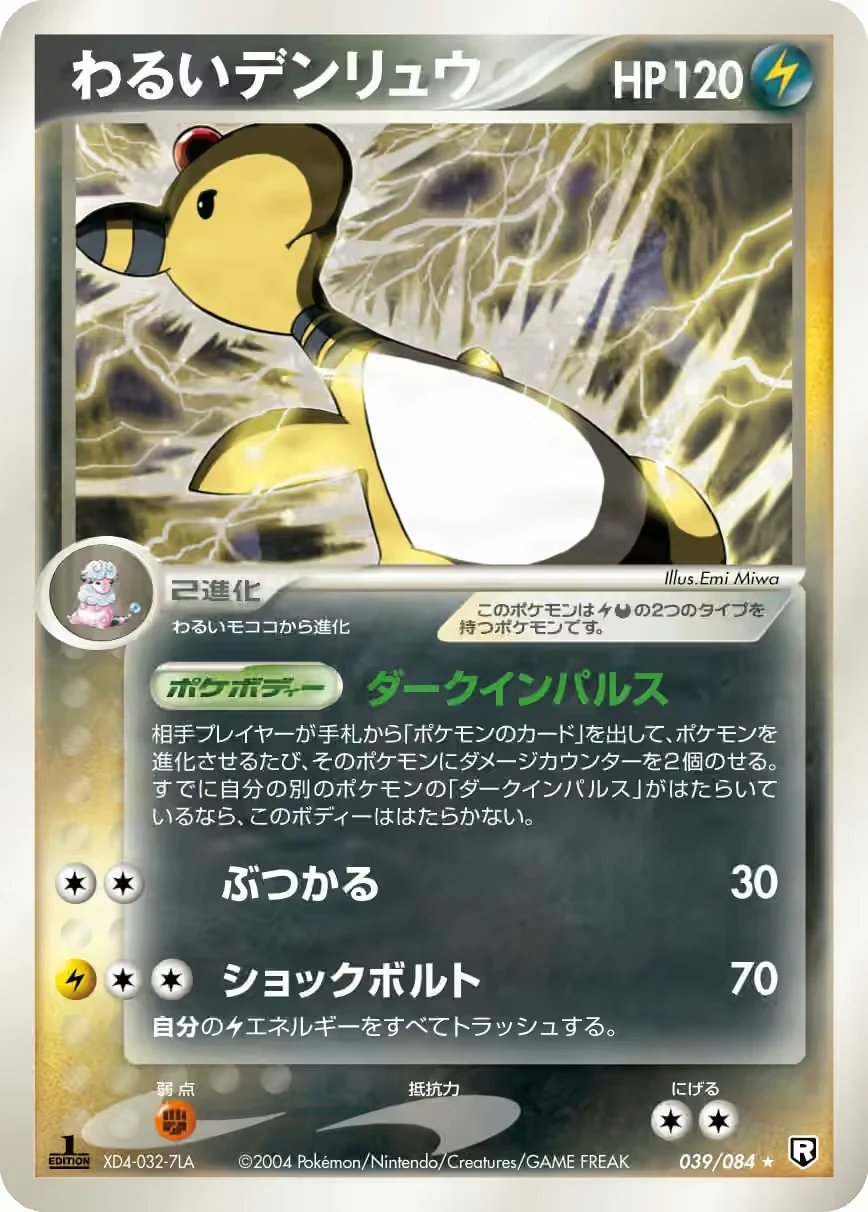 わるいデンリュウ HP120
Illus.Emi Miwa
2進化
わるいモココから進化
このポケモンは の2つのタイプを
持つポケモンです。
ポケボディー ダークインパルス
相手プレイヤーが手札から「ポケモンのカード」を出して、ポケモンを
進化させるたび、そのポケモンにダメージカウンターを2個のせる。
すでに自分の別のポケモンの「ダークインパルス」がはたらいて
いるなら、このボディーははたらかない。
ぶつかる 30
ショックボルト 70
自分の エネルギーをすべてトラッシュする。
弱点 抵抗力 にげる
1 EDITION XD4-032-7LA ©2004 Pokémon/Nintendo/Creatures/GAME FREAK 039/084 ★ R